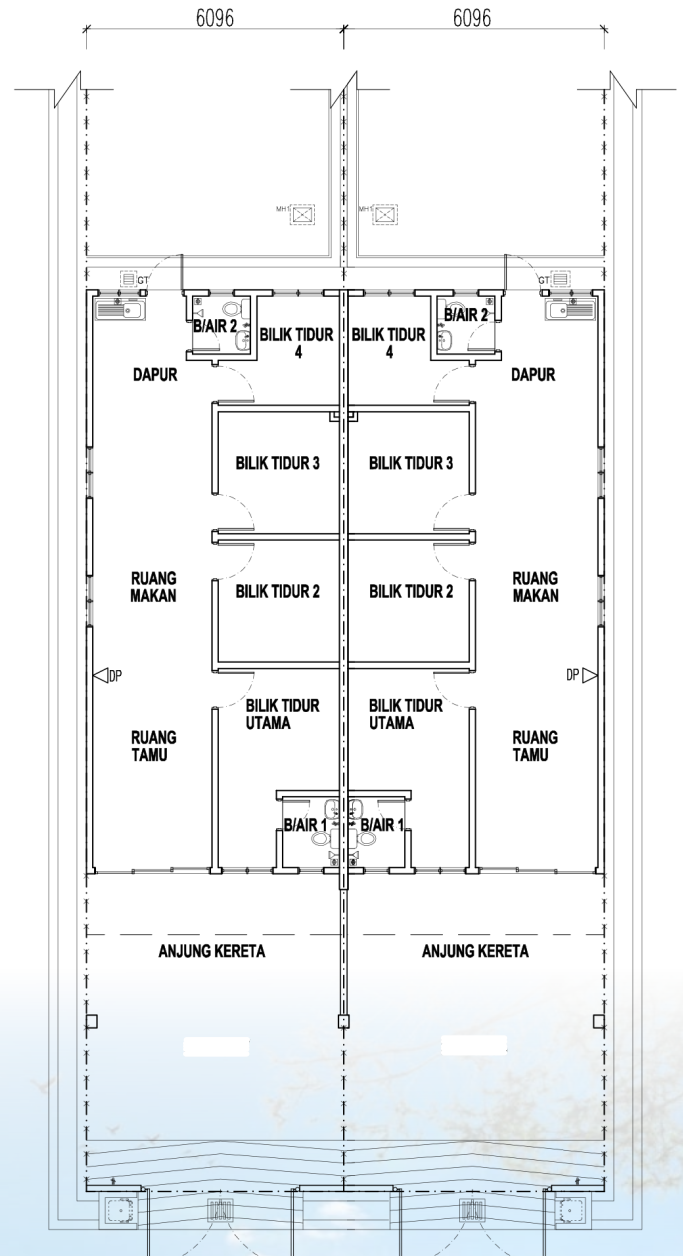 6096
6096
MH1
MH1
GT
GT
B/AIR 2
B/AIR 2
BILIK TIDUR
4
BILIK TIDUR
4
DAPUR
DAPUR
BILIK TIDUR 3
BILIK TIDUR 3
RUANG
MAKAN
BILIK TIDUR 2
BILIK TIDUR 2
RUANG
MAKAN
DP
DP
BILIK TIDUR
UTAMA
BILIK TIDUR
UTAMA
RUANG
TAMU
RUANG
TAMU
B/AIR 1
B/AIR 1
ANJUNG KERETA
ANJUNG KERETA